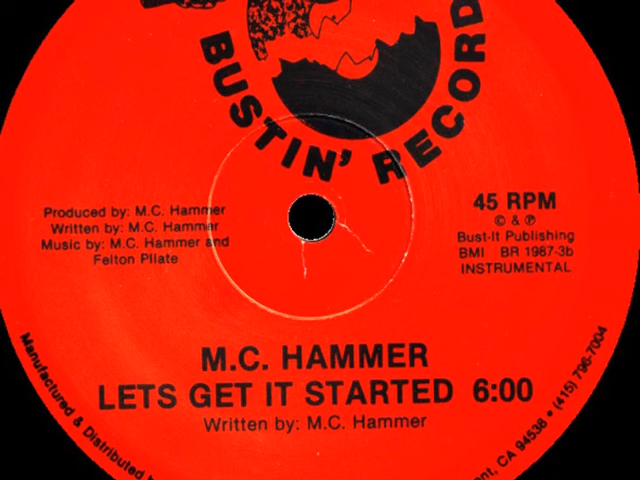 BUSTIN' RECORD
Produced by: M.C. Hammer
Written by: M.C. Hammer
Music by: M.C. Hammer and
Felton Pilate
45 RPM
© & ℗
Bust-It Publishing
BMI BR 1987-3b
INSTRUMENTAL
M.C. HAMMER
LETS GET IT STARTED 6:00
Written by: M.C. Hammer
Manufactured & Distributed
CA 94538 • (415) 796-7004